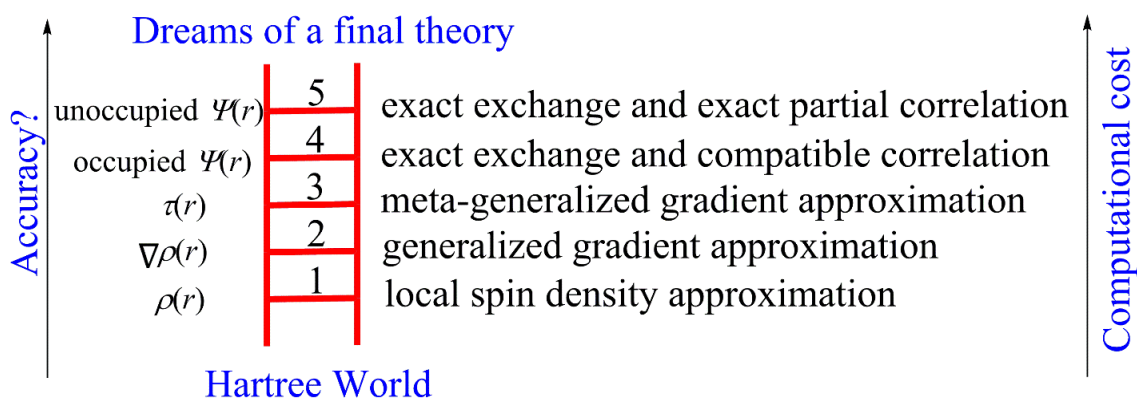 Dreams of a final theory
Accuracy?
Computational cost
unoccupied Ψ(r) 5 exact exchange and exact partial correlation
occupied Ψ(r) 4 exact exchange and compatible correlation
τ(r) 3 meta-generalized gradient approximation
∇ρ(r) 2 generalized gradient approximation
ρ(r) 1 local spin density approximation
Hartree World